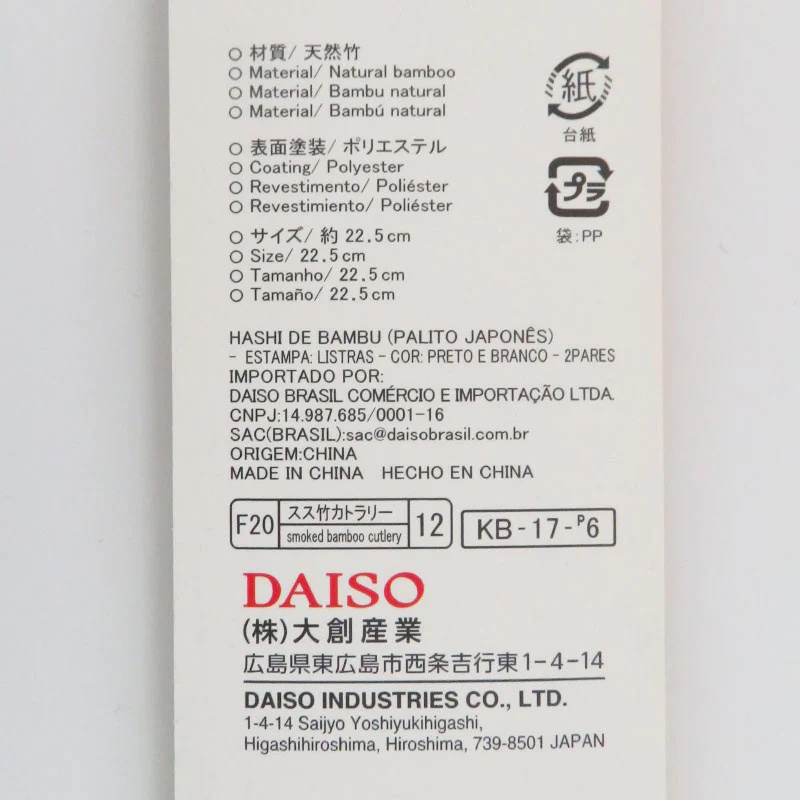 ○ 材質/ 天然竹
○ Material/ Natural bamboo
○ Material/ Bambu natural
○ Material/ Bambú natural
○ 表面塗装/ ポリエステル
○ Coating/ Polyester
○ Revestimento/ Poliéster
○ Revestimiento/ Poliéster
○ サイズ/ 約 22.5cm
○ Size/ 22.5cm
○ Tamanho/ 22.5cm
○ Tamaño/ 22.5cm
紙
台紙
プラ
袋:PP
HASHI DE BAMBU (PALITO JAPONÊS)
- ESTAMPA: LISTRAS - COR: PRETO E BRANCO - 2PARES
IMPORTADO POR:
DAISO BRASIL COMÉRCIO E IMPORTAÇÃO LTDA.
CNPJ:14.987.685/0001-16
SAC(BRASIL):sac@daisobrasil.com.br
ORIGEM:CHINA
MADE IN CHINA HECHO EN CHINA
F20 スス竹カトラリー 12
smoked bamboo cutlery
KB-17-P6
DAISO
(株)大創産業
広島県東広島市西条吉行東1-4-14
DAISO INDUSTRIES CO., LTD.
1-4-14 Saijyo Yoshiyukihigashi,
Higashihiroshima, Hiroshima, 739-8501 JAPAN